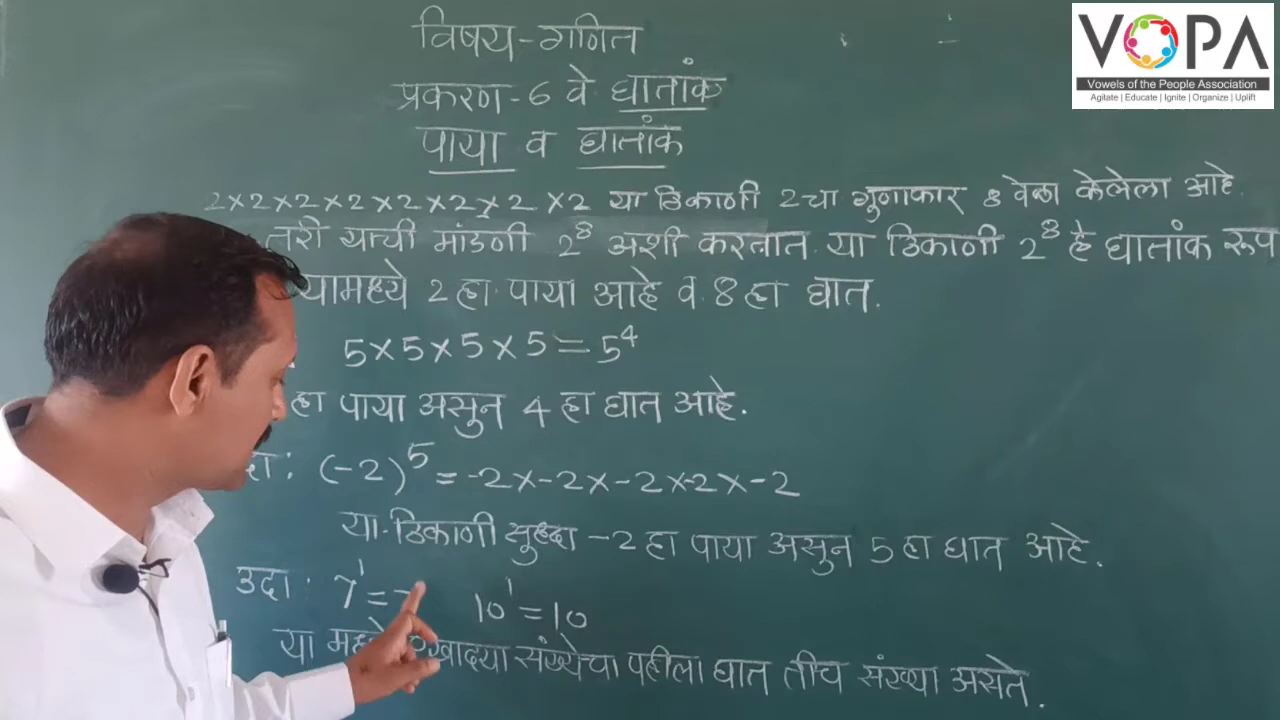 VOPA
Vowels of the People Association
Agitate | Educate | Ignite | Organize | Uplift
विषय-गणित
प्रकरण-6 वे घातांक
पाया व घातांक
2×2×2×2×2×2×2×2 या ठिकाणी 2चा गुणाकार 8 वेळा केलेला आहे.
तरी याची मांडणी 2⁸ अशी करतात. या ठिकाणी 2⁸ हे घातांक रूप
यामध्ये 2 हा पाया आहे व 8 हा घात.
5×5×5×5=5⁴
हा पाया असुन 4 हा घात आहे.
दा: (-2)⁵=-2×-2×-2×-2×-2
या ठिकाणी सुध्दा -2 हा पाया असुन 5 हा घात आहे.
उदा: 7¹= 10¹=10
या मध्ये एखादया संख्येचा पहीला घात तीच संख्या असते.